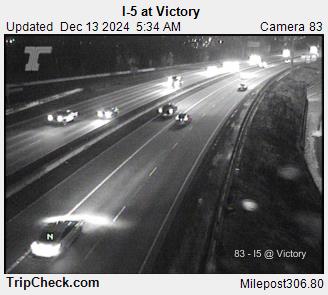 I-5 at Victory
Updated  Dec 13 2024  5:34 AM
Camera 83
T
N
83 - I5 @ Victory
TripCheck.com
Milepost306.80